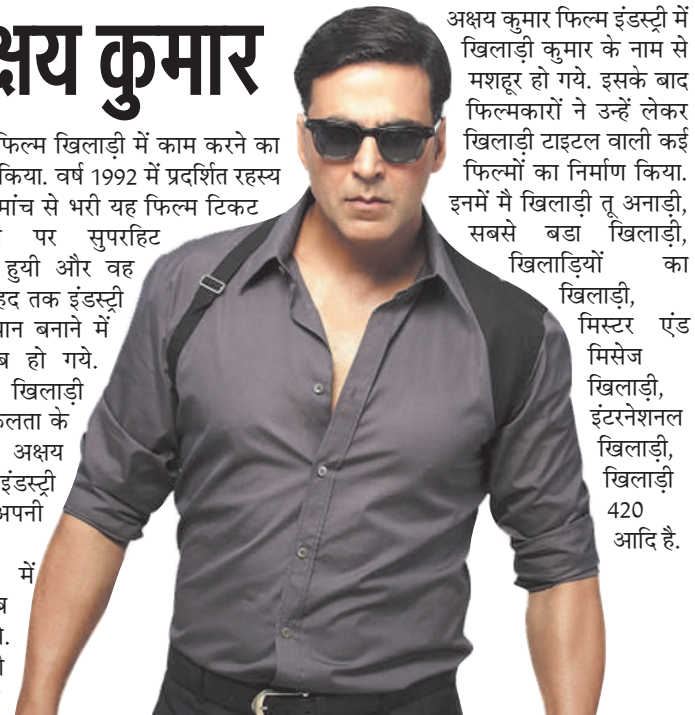 क्षय कुमार
फिल्म खिलाड़ी में काम करने का
किया. वर्ष 1992 में प्रदर्शित रहस्य
मांच से भरी यह फिल्म टिकट
पर सुपरहिट
हुयी और वह
हद तक इंडस्ट्री
बनाने में
हो गये.
खिलाड़ी
के
अक्षय
इंडस्ट्री
अपनी
में
अक्षय कुमार फिल्म इंडस्ट्री में
खिलाड़ी कुमार के नाम से
मशहूर हो गये. इसके बाद
फिल्मकारों ने उन्हें लेकर
खिलाड़ी टाइटल वाली कई
फिल्मों का निर्माण किया.
इनमें मै खिलाड़ी तू अनाड़ी,
सबसे बडा खिलाड़ी,
खिलाड़ियों का
खिलाड़ी,
मिस्टर एंड
मिसेज
खिलाड़ी,
इंटरनेशनल
खिलाड़ी,
खिलाड़ी
420
आदि है.